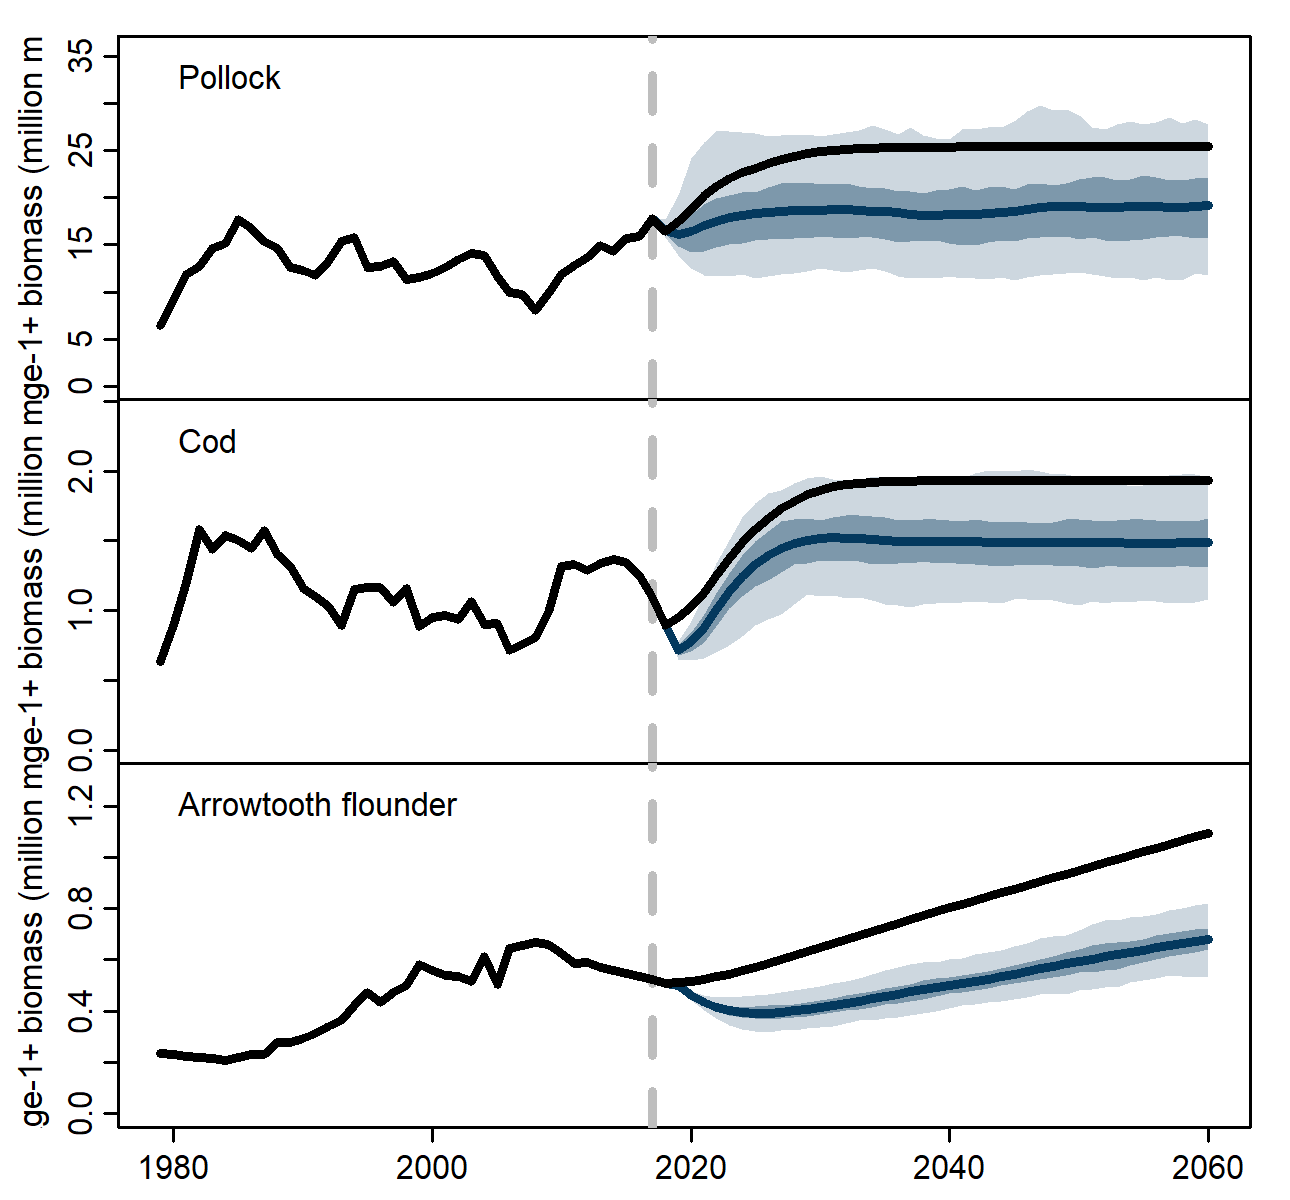 Pollock
35
25
15
5
0
ge-1+ biomass (million m
Cod
2.0
1.0
0.0
ge-1+ biomass (million m
Arrowtooth flounder
1.2
0.8
0.4
0.0
ge-1+ biomass (million m
1980 2000 2020 2040 2060